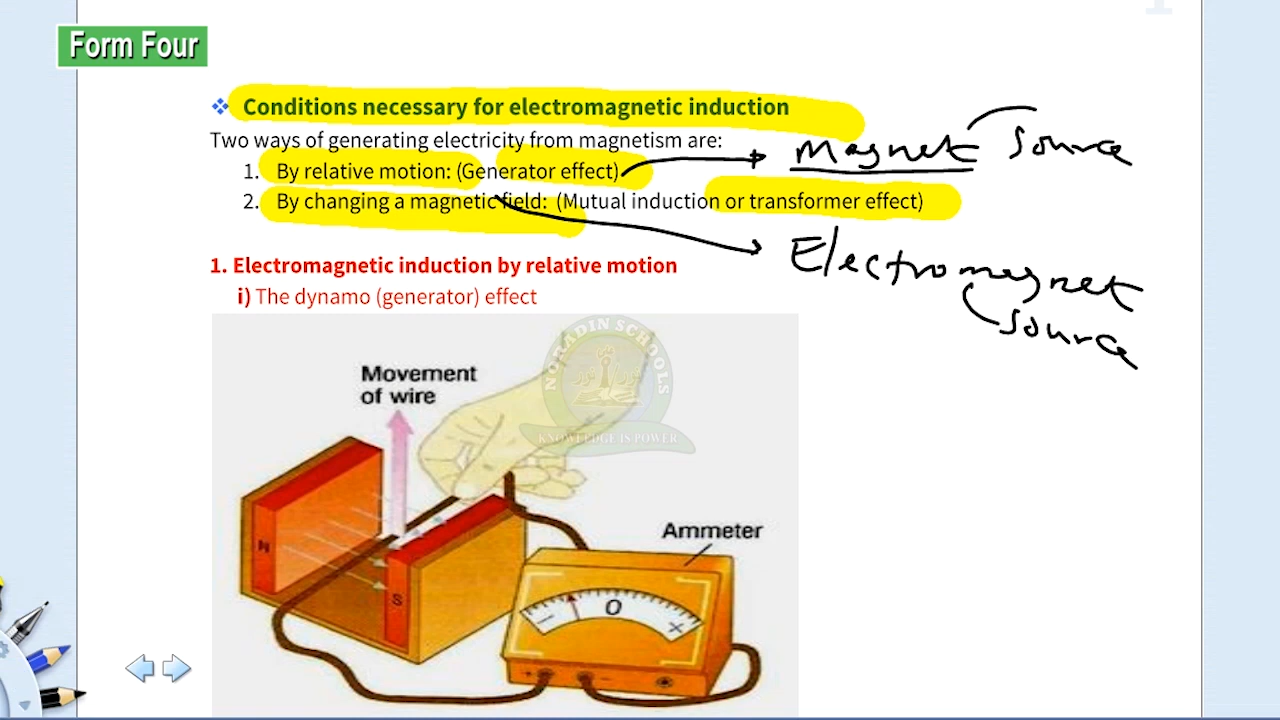 Form Four
Conditions necessary for electromagnetic induction
Two ways of generating electricity from magnetism are:
1. By relative motion: (Generator effect)
2. By changing a magnetic field: (Mutual induction or transformer effect)
Magnet Source
Electromagnet
Source
1. Electromagnetic induction by relative motion
i) The dynamo (generator) effect
NORADIN SCHOOLS
KNOWLEDGE IS POWER
Movement
of wire
Ammeter
N
S
− 0 +
+ −